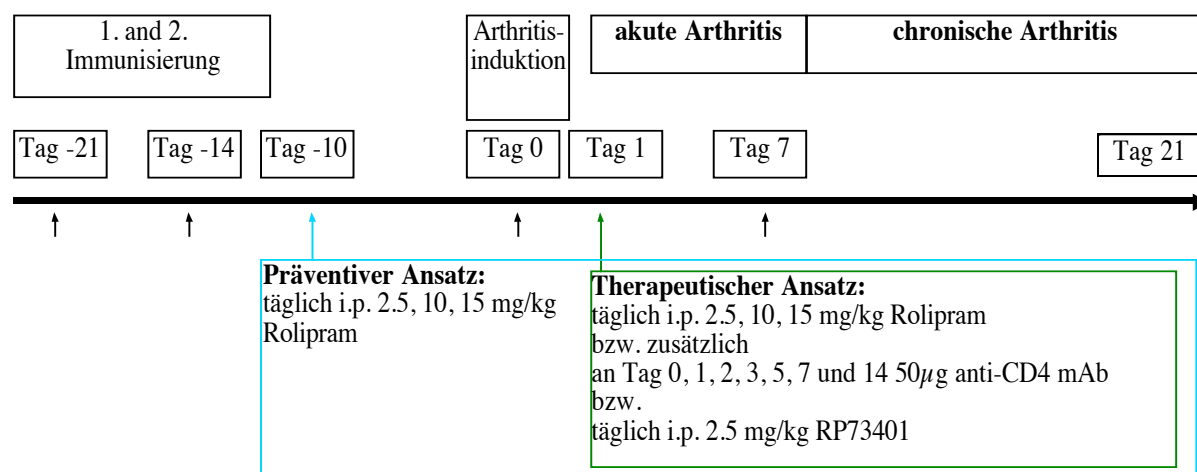 1. and 2.
Immunisierung
Arthritis-
induktion
akute Arthritis
chronische Arthritis
Tag -21
Tag -14
Tag -10
Tag 0
Tag 1
Tag 7
Tag 21
Präventiver Ansatz:
täglich i.p. 2.5, 10, 15 mg/kg
Rolipram
Therapeutischer Ansatz:
täglich i.p. 2.5, 10, 15 mg/kg Rolipram
bzw. zusätzlich
an Tag 0, 1, 2, 3, 5, 7 und 14 50µg anti-CD4 mAb
bzw.
täglich i.p. 2.5 mg/kg RP73401